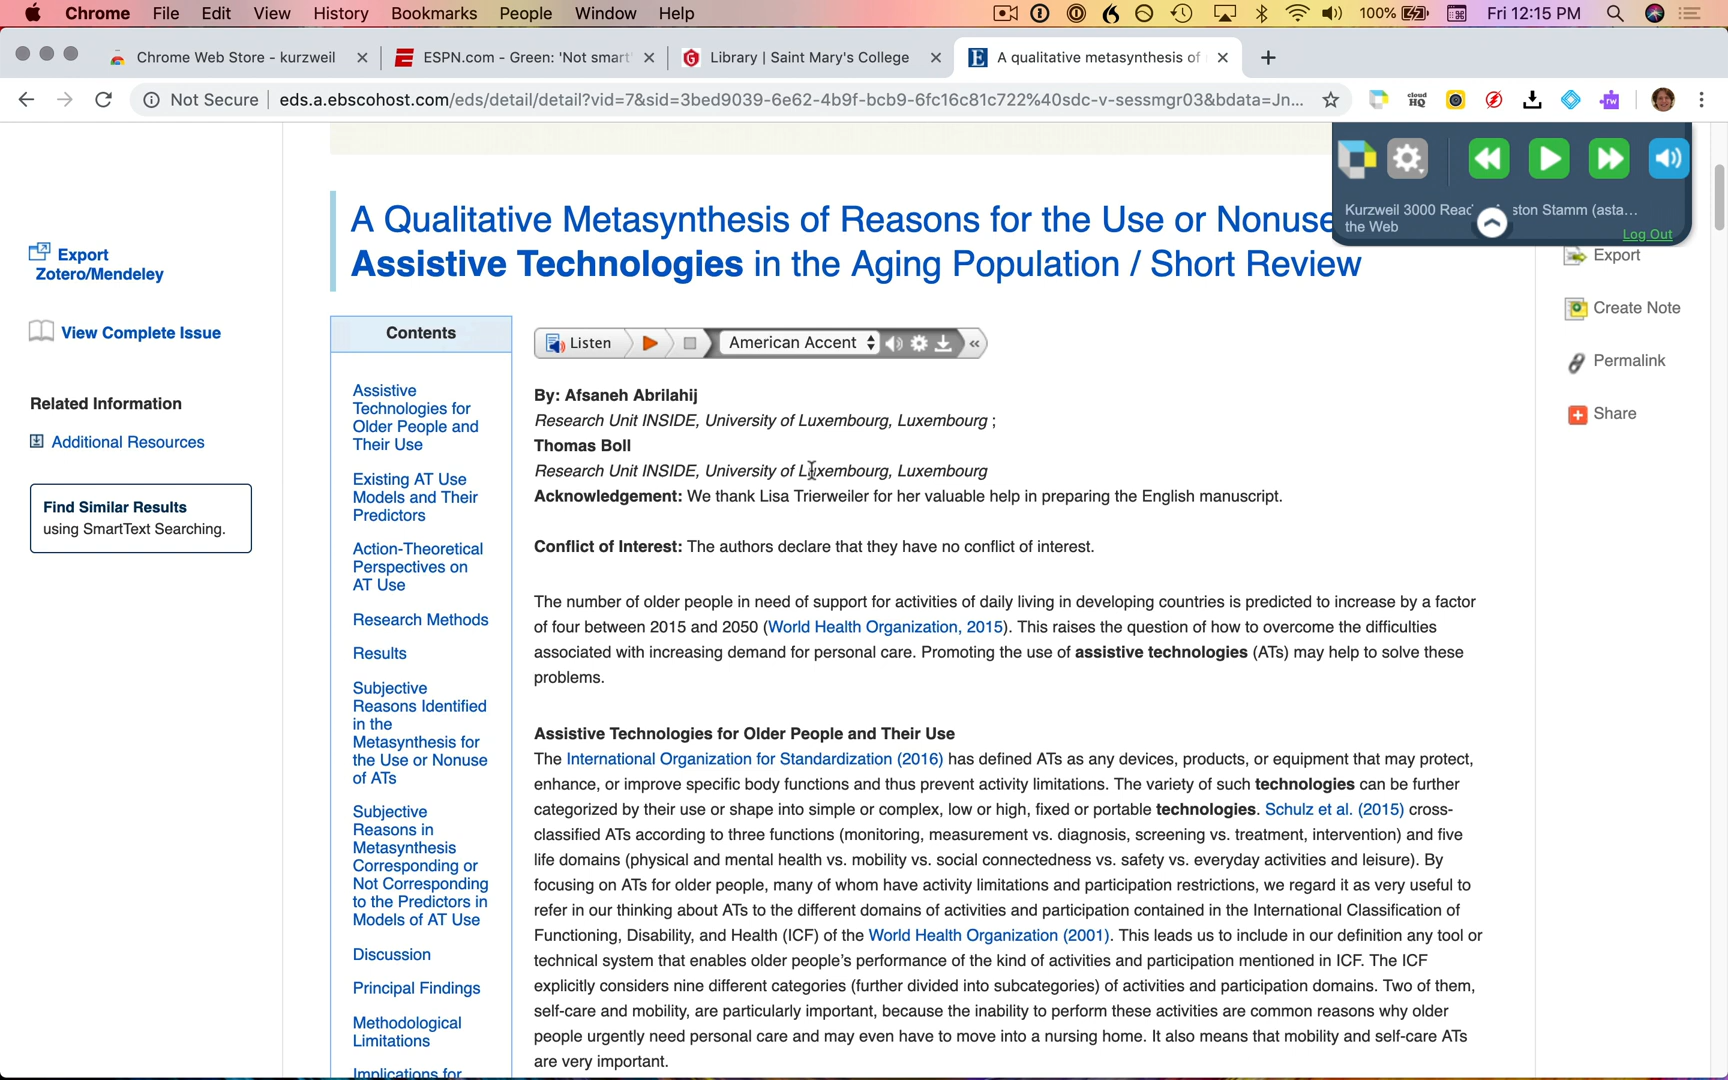 Chrome File Edit View History Bookmarks People Window Help 100% Fri 12:15 PM
Chrome Web Store - kurzweil ESPN.com - Green: 'Not smart' Library | Saint Mary's College A qualitative metasynthesis of
Not Secure eds.a.ebscohost.com/eds/detail/detail?vid=7&sid=3bed9039-6e62-4b9f-bcb9-6fc16c81c722%40sdc-v-sessmgr03&bdata=Jn...
cloud HQ
rw
Kurzweil 3000 ston Stamm (asta...
the Web
Log Out
A Qualitative Metasynthesis of Reasons for the Use or Nonuse
Assistive Technologies in the Aging Population / Short Review
Export
Zotero/Mendeley
View Complete Issue
Related Information
Additional Resources
Find Similar Results
using SmartText Searching.
Contents
Assistive
Technologies for
Older People and
Their Use
Existing AT Use
Models and Their
Predictors
Action-Theoretical
Perspectives on
AT Use
Research Methods
Results
Subjective
Reasons Identified
in the
Metasynthesis for
the Use or Nonuse
of ATs
Subjective
Reasons in
Metasynthesis
Corresponding or
Not Corresponding
to the Predictors in
Models of AT Use
Discussion
Principal Findings
Methodological
Limitations
Implications for
Listen American Accent
By: Afsaneh Abrilahij
Research Unit INSIDE, University of Luxembourg, Luxembourg ;
Thomas Boll
Research Unit INSIDE, University of Luxembourg, Luxembourg
Acknowledgement: We thank Lisa Trierweiler for her valuable help in preparing the English manuscript.
Conflict of Interest: The authors declare that they have no conflict of interest.
The number of older people in need of support for activities of daily living in developing countries is predicted to increase by a factor
of four between 2015 and 2050 (World Health Organization, 2015). This raises the question of how to overcome the difficulties
associated with increasing demand for personal care. Promoting the use of assistive technologies (ATs) may help to solve these
problems.
Assistive Technologies for Older People and Their Use
The International Organization for Standardization (2016) has defined ATs as any devices, products, or equipment that may protect,
enhance, or improve specific body functions and thus prevent activity limitations. The variety of such technologies can be further
categorized by their use or shape into simple or complex, low or high, fixed or portable technologies. Schulz et al. (2015) cross-
classified ATs according to three functions (monitoring, measurement vs. diagnosis, screening vs. treatment, intervention) and five
life domains (physical and mental health vs. mobility vs. social connectedness vs. safety vs. everyday activities and leisure). By
focusing on ATs for older people, many of whom have activity limitations and participation restrictions, we regard it as very useful to
refer in our thinking about ATs to the different domains of activities and participation contained in the International Classification of
Functioning, Disability, and Health (ICF) of the World Health Organization (2001). This leads us to include in our definition any tool or
technical system that enables older people’s performance of the kind of activities and participation mentioned in ICF. The ICF
explicitly considers nine different categories (further divided into subcategories) of activities and participation domains. Two of them,
self-care and mobility, are particularly important, because the inability to perform these activities are common reasons why older
people urgently need personal care and may even have to move into a nursing home. It also means that mobility and self-care ATs
are very important.
Export
Create Note
Permalink
Share